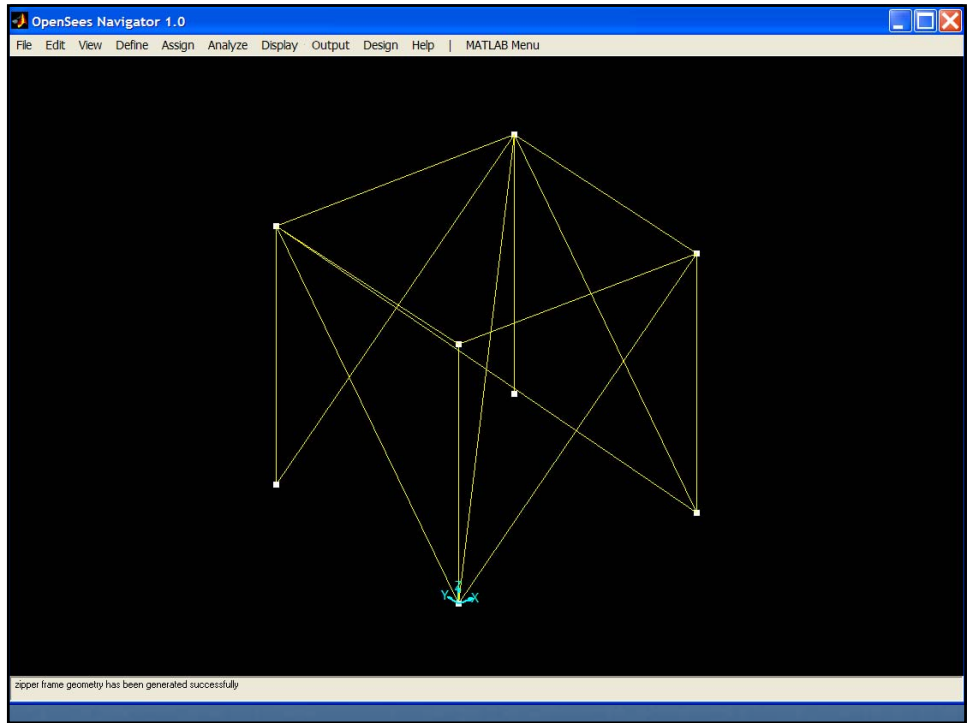 OpenSees Navigator 1.0
File Edit View Define Assign Analyze Display Output Design Help | MATLAB Menu
Z
Y X
zipper frame geometry has been generated successfully